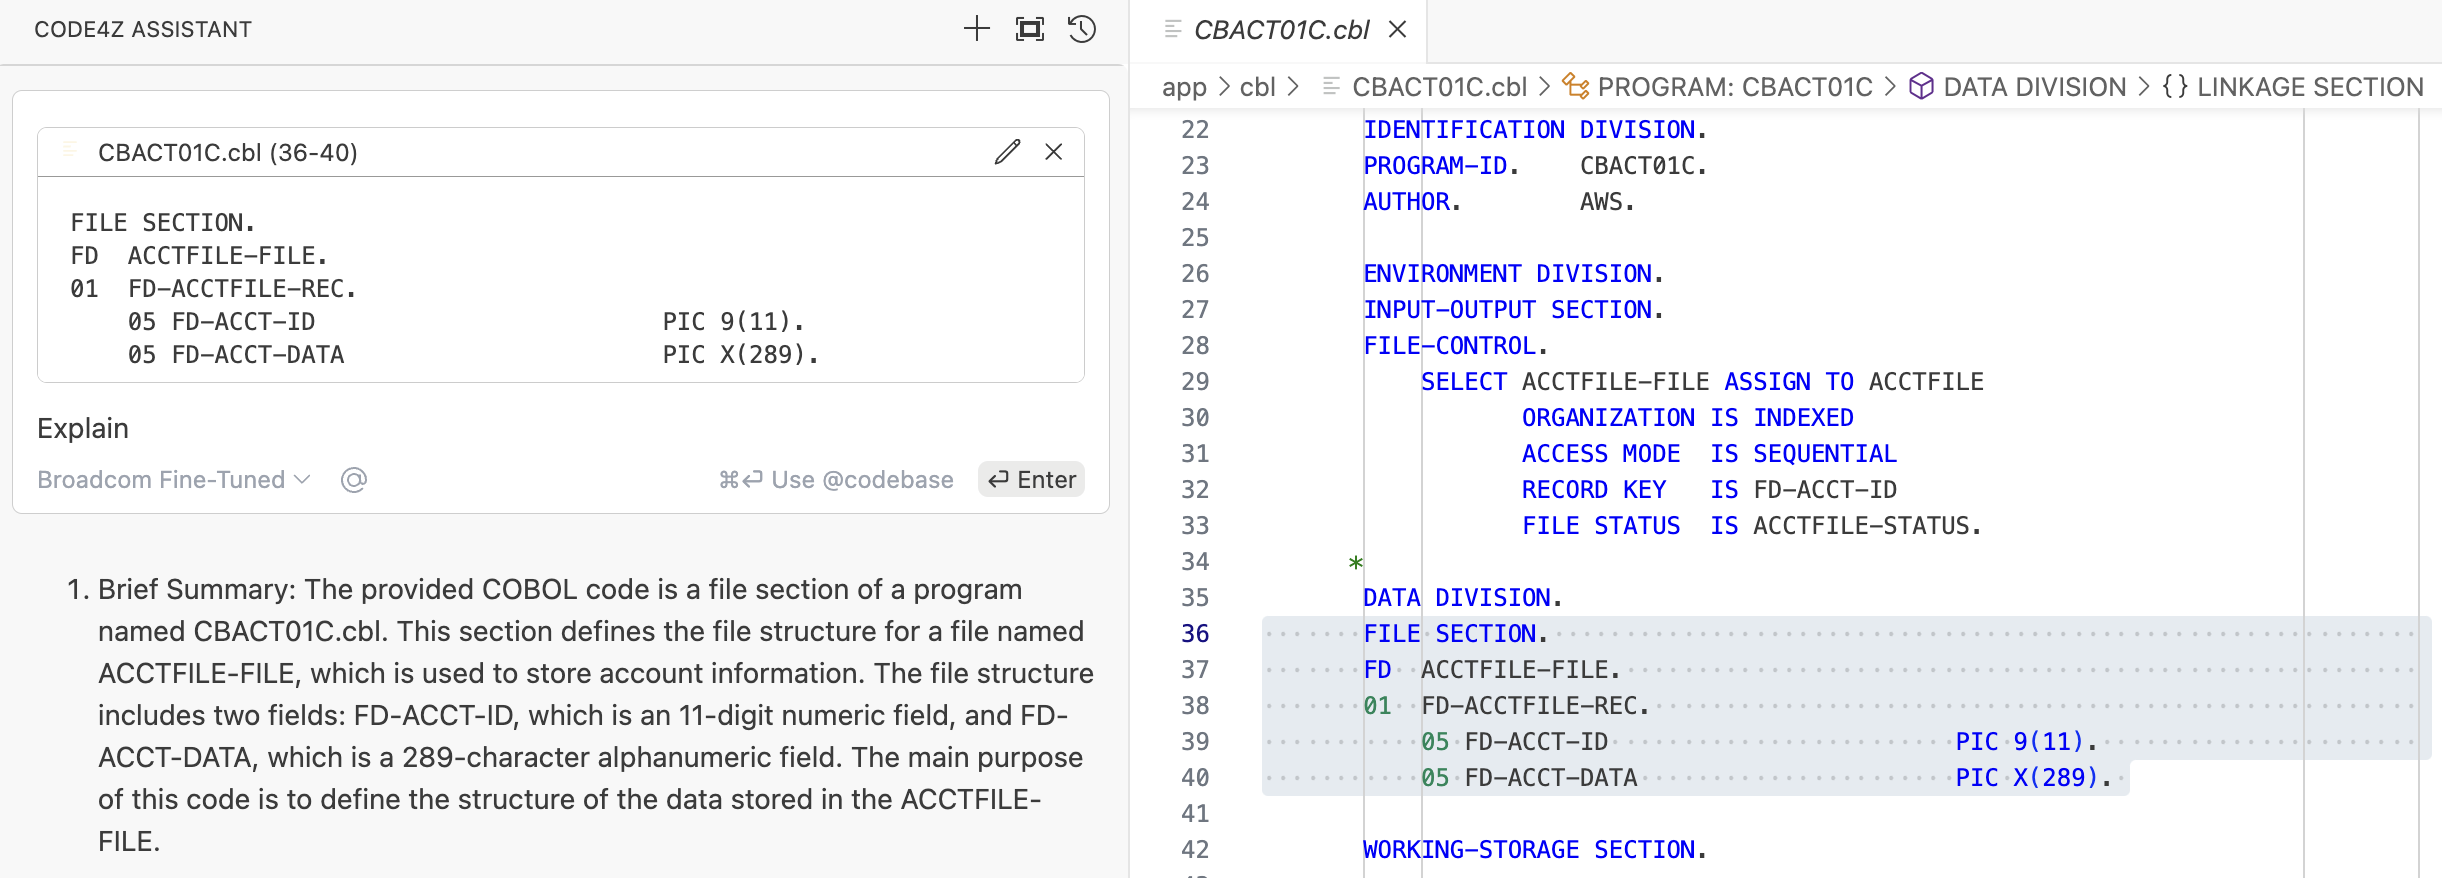 CODE4Z ASSISTANT
CBACT01C.cbl (36-40)
FILE SECTION.
FD  ACCTFILE-FILE.
01  FD-ACCTFILE-REC.
    05 FD-ACCT-ID                        PIC 9(11).
    05 FD-ACCT-DATA                      PIC X(289).
Explain
Broadcom Fine-Tuned @ ⌘⏎ Use @codebase ⏎ Enter
1. Brief Summary: The provided COBOL code is a file section of a program
named CBACT01C.cbl. This section defines the file structure for a file named
ACCTFILE-FILE, which is used to store account information. The file structure
includes two fields: FD-ACCT-ID, which is an 11-digit numeric field, and FD-
ACCT-DATA, which is a 289-character alphanumeric field. The main purpose
of this code is to define the structure of the data stored in the ACCTFILE-
FILE.
CBACT01C.cbl
app > cbl > CBACT01C.cbl > PROGRAM: CBACT01C > DATA DIVISION > {} LINKAGE SECTION
22 IDENTIFICATION DIVISION.
23 PROGRAM-ID.    CBACT01C.
24 AUTHOR.        AWS.
25
26 ENVIRONMENT DIVISION.
27 INPUT-OUTPUT SECTION.
28 FILE-CONTROL.
29     SELECT ACCTFILE-FILE ASSIGN TO ACCTFILE
30            ORGANIZATION IS INDEXED
31            ACCESS MODE  IS SEQUENTIAL
32            RECORD KEY   IS FD-ACCT-ID
33            FILE STATUS  IS ACCTFILE-STATUS.
34 *
35 DATA DIVISION.
36 FILE SECTION.
37 FD  ACCTFILE-FILE.
38 01  FD-ACCTFILE-REC.
39     05 FD-ACCT-ID                        PIC 9(11).
40     05 FD-ACCT-DATA                      PIC X(289).
41
42 WORKING-STORAGE SECTION.